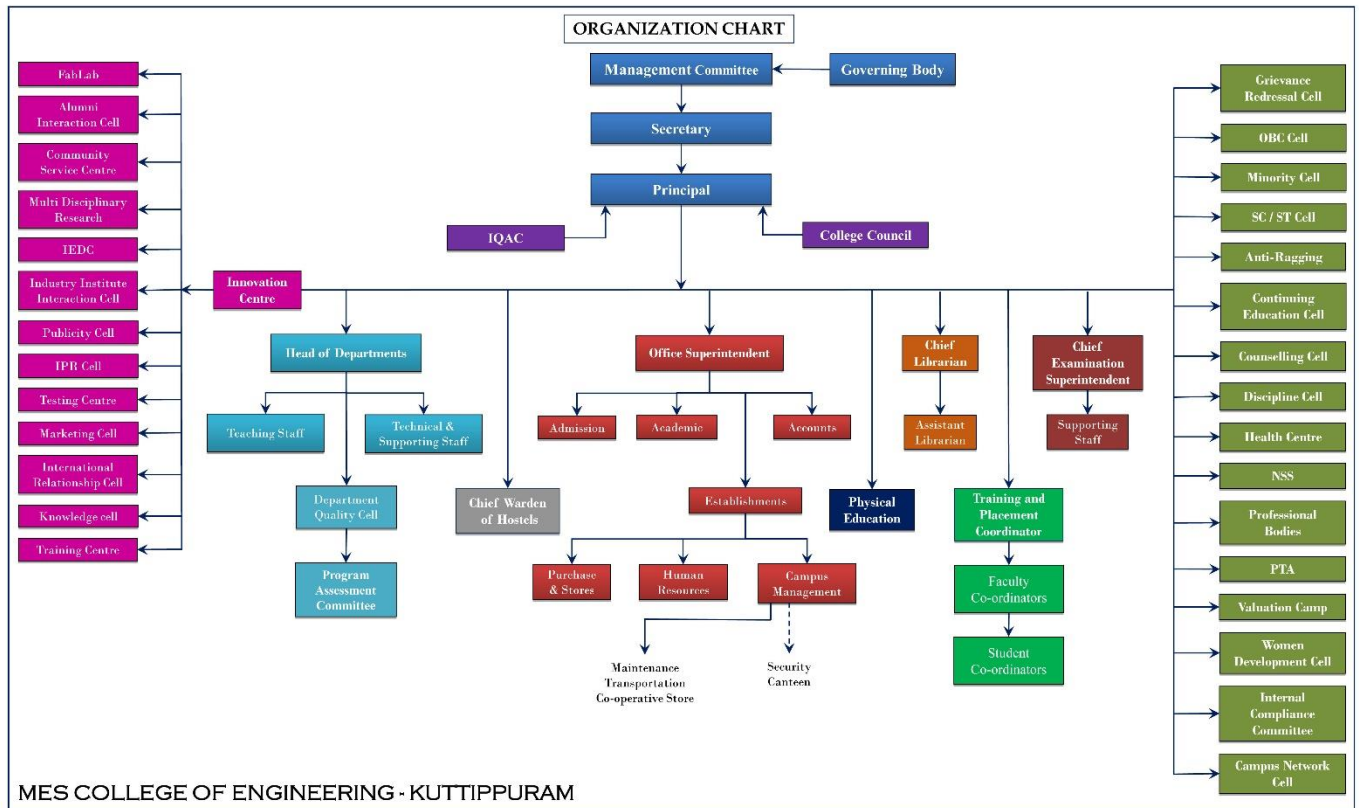 ORGANIZATION CHART
Management Committee
Governing Body
Secretary
Principal
IQAC
College Council
FabLab
Alumni
Interaction Cell
Community
Service Centre
Multi Disciplinary
Research
IEDC
Industry Institute
Interaction Cell
Publicity Cell
IPR Cell
Testing Centre
Marketing Cell
International
Relationship Cell
Knowledge cell
Training Centre
Innovation
Centre
Head of Departments
Teaching Staff
Technical &
Supporting Staff
Department
Quality Cell
Program
Assessment
Committee
Chief Warden
of Hostels
Office Superintendent
Admission
Academic
Accounts
Establishments
Purchase
& Stores
Human
Resources
Campus
Management
Maintenance
Transportation
Co-operative Store
Security
Canteen
Physical
Education
Chief
Librarian
Assistant
Librarian
Training and
Placement
Coordinator
Faculty
Co-ordinators
Student
Co-ordinators
Chief
Examination
Superintendent
Supporting
Staff
Grievance
Redressal Cell
OBC Cell
Minority Cell
SC / ST Cell
Anti-Ragging
Continuing
Education Cell
Counselling Cell
Discipline Cell
Health Centre
NSS
Professional
Bodies
PTA
Valuation Camp
Women
Development Cell
Internal
Compliance
Committee
Campus Network
Cell
MES COLLEGE OF ENGINEERING - KUTTIPPURAM